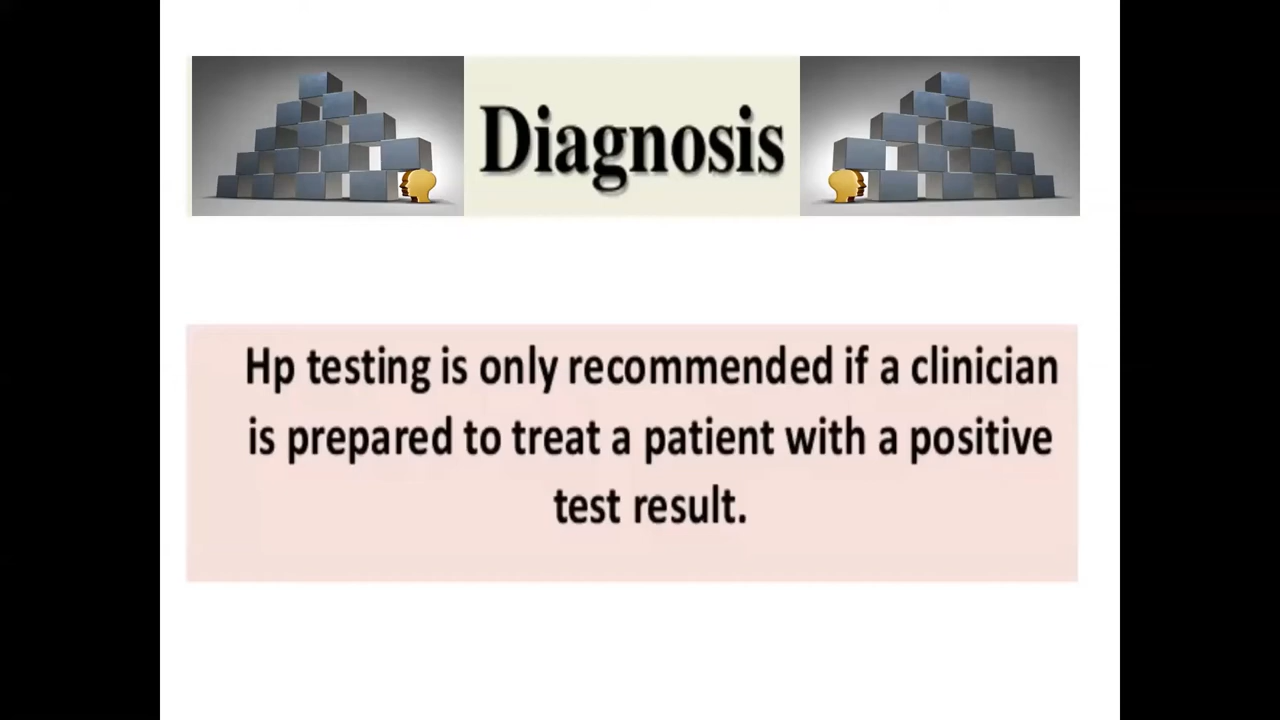 Diagnosis
Hp testing is only recommended if a clinician
is prepared to treat a patient with a positive
test result.